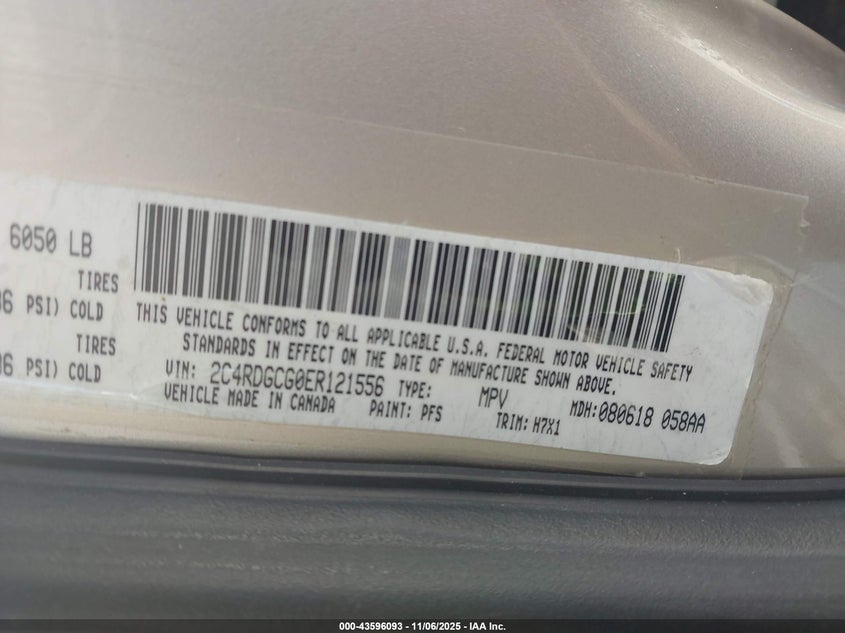 6050 LB
TIRES
PSI) COLD
TIRES
PSI) COLD
THIS VEHICLE CONFORMS TO ALL APPLICABLE U.S.A. FEDERAL MOTOR VEHICLE SAFETY
STANDARDS IN EFFECT ON THE DATE OF MANUFACTURE SHOWN ABOVE.
VIN: 2C4RDGCG0ER121556 TYPE: MPV MDH:080618 058AA
VEHICLE MADE IN CANADA PAINT: PFS TRIM: H7X1
000-43596093 - 11/06/2025 - IAA Inc.